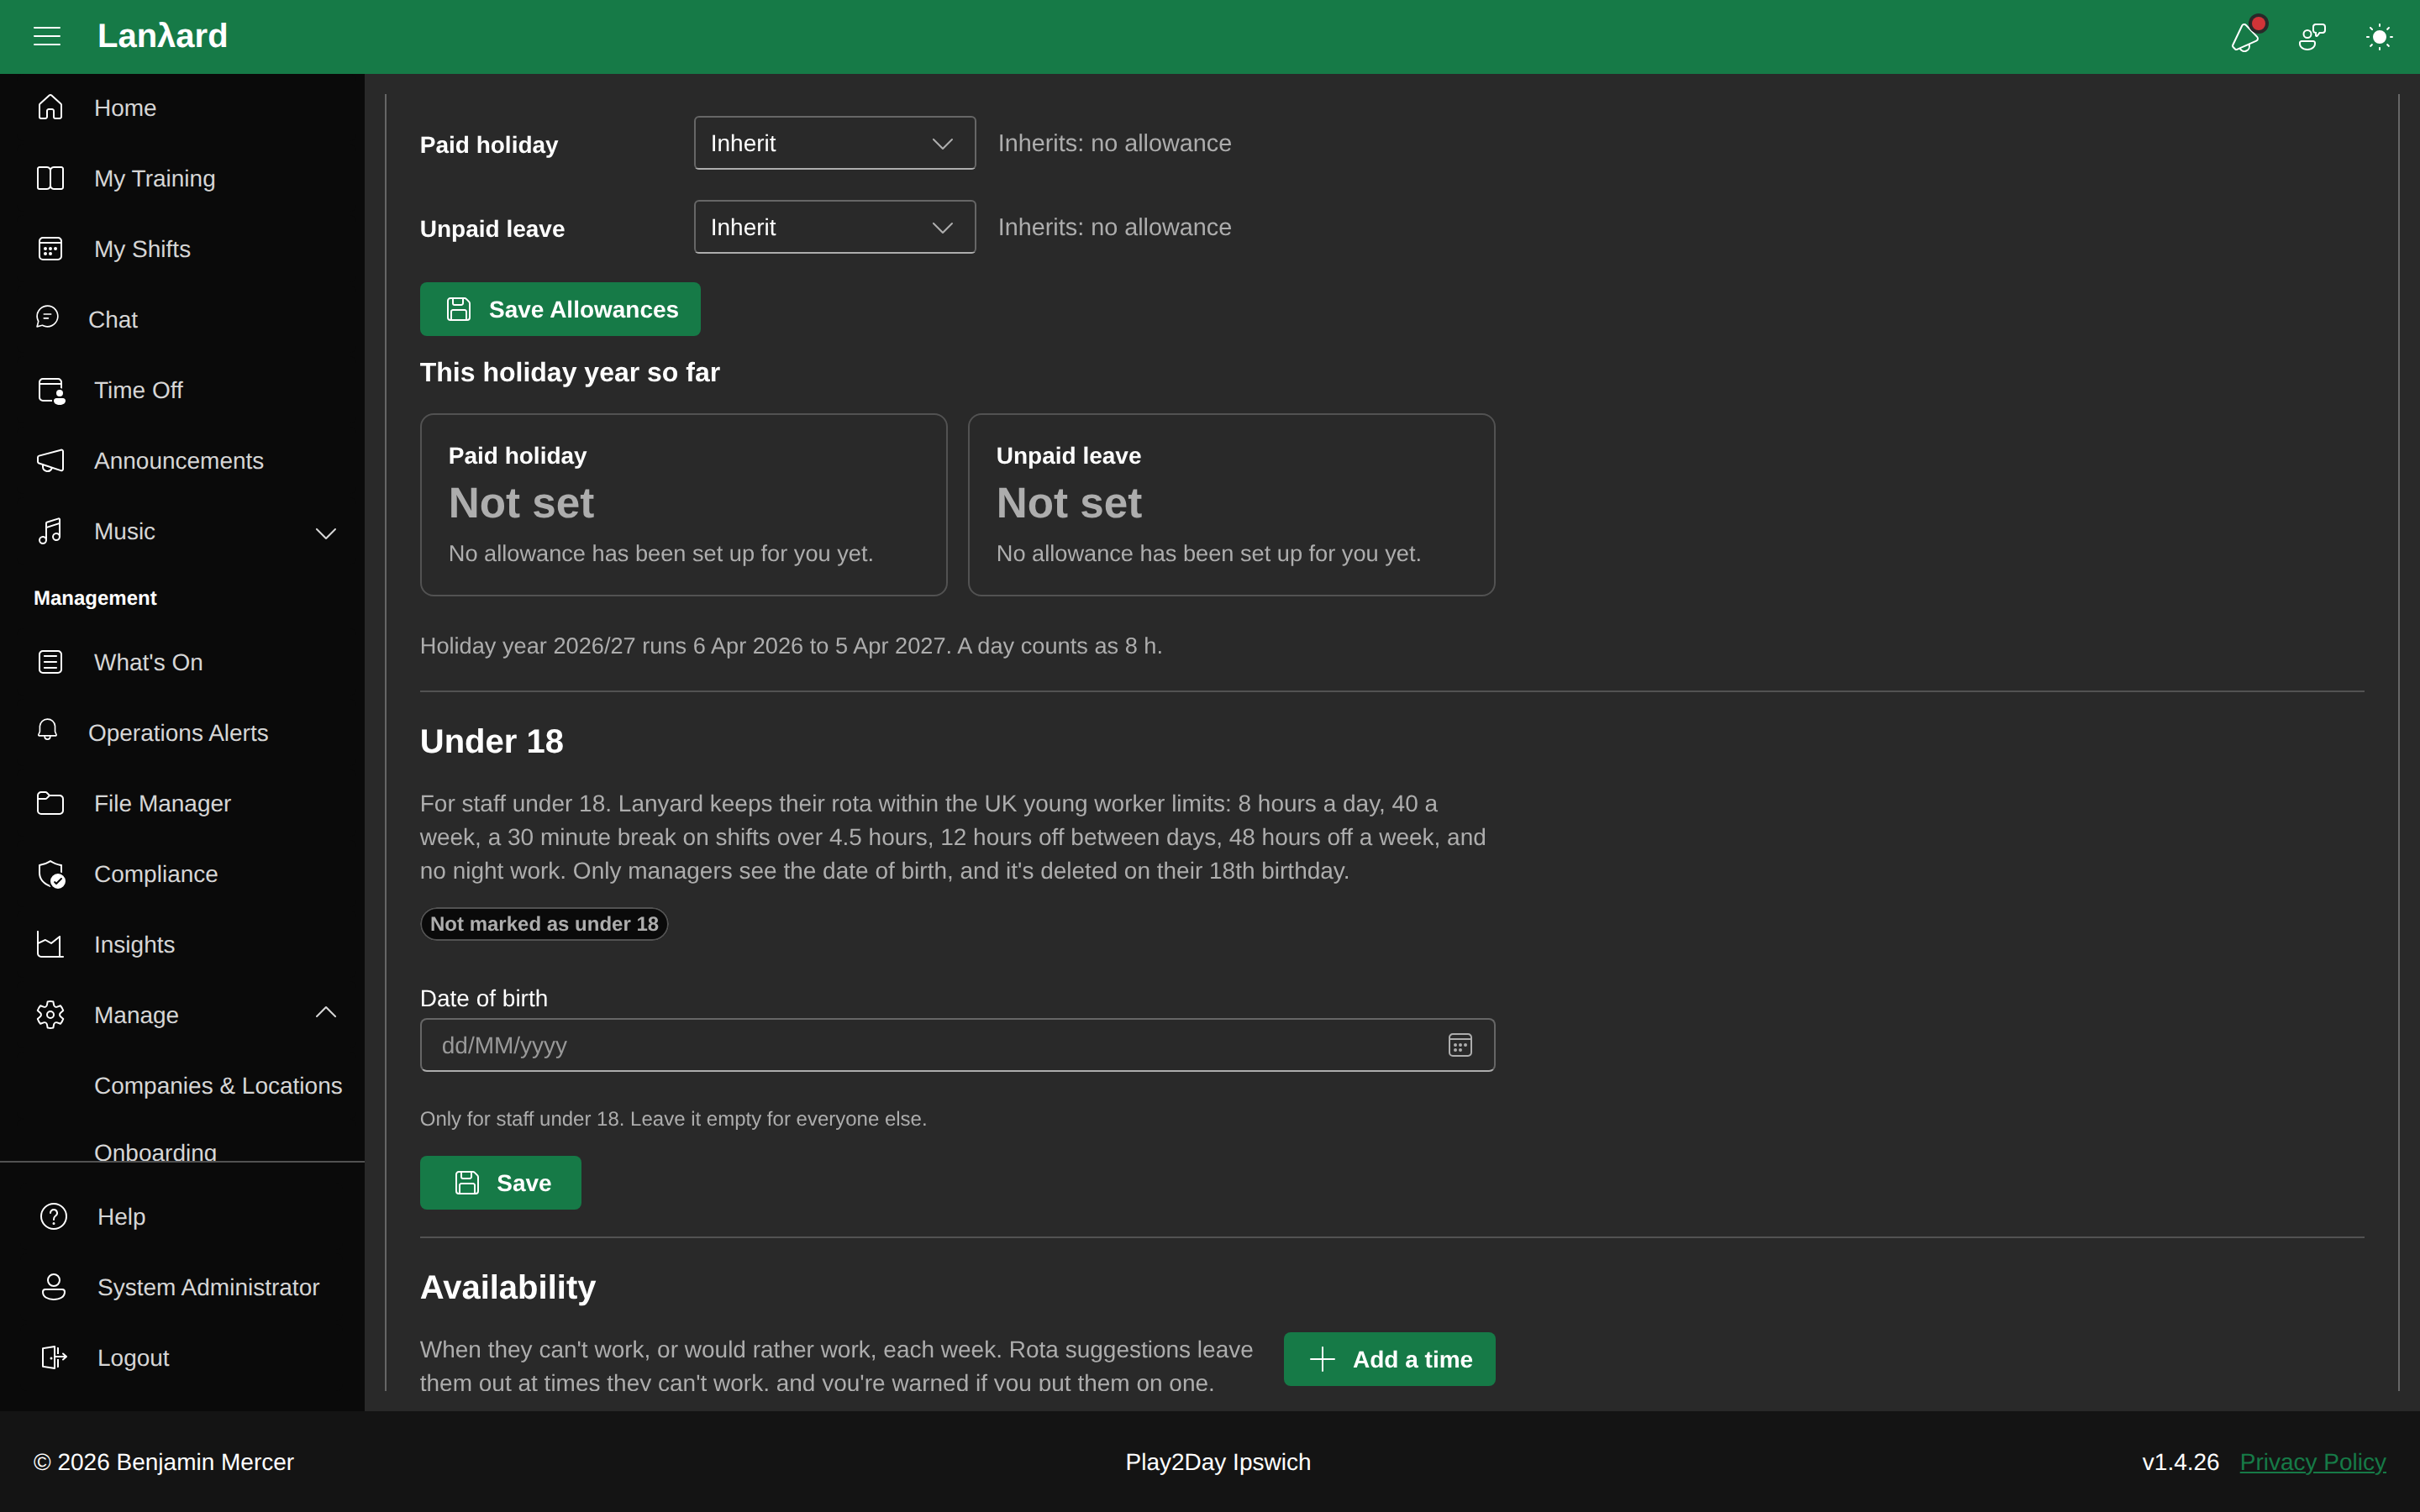 Lanλard
Home
My Training
My Shifts
Chat
Time Off
Announcements
Music
Management
What's On
Operations Alerts
File Manager
Compliance
Insights
Manage
Companies & Locations
Onboarding
Help
System Administrator
Logout
Paid holiday
Inherit
Inherits: no allowance
Unpaid leave
Inherit
Inherits: no allowance
Save Allowances
This holiday year so far
Paid holiday
Not set
No allowance has been set up for you yet.
Unpaid leave
Not set
No allowance has been set up for you yet.
Holiday year 2026/27 runs 6 Apr 2026 to 5 Apr 2027. A day counts as 8 h.
Under 18
For staff under 18. Lanyard keeps their rota within the UK young worker limits: 8 hours a day, 40 a
week, a 30 minute break on shifts over 4.5 hours, 12 hours off between days, 48 hours off a week, and
no night work. Only managers see the date of birth, and it's deleted on their 18th birthday.
Not marked as under 18
Date of birth
dd/MM/yyyy
Only for staff under 18. Leave it empty for everyone else.
Save
Availability
When they can't work, or would rather work, each week. Rota suggestions leave
them out at times they can't work, and you're warned if you put them on one.
Add a time
© 2026 Benjamin Mercer
Play2Day Ipswich
v1.4.26
Privacy Policy